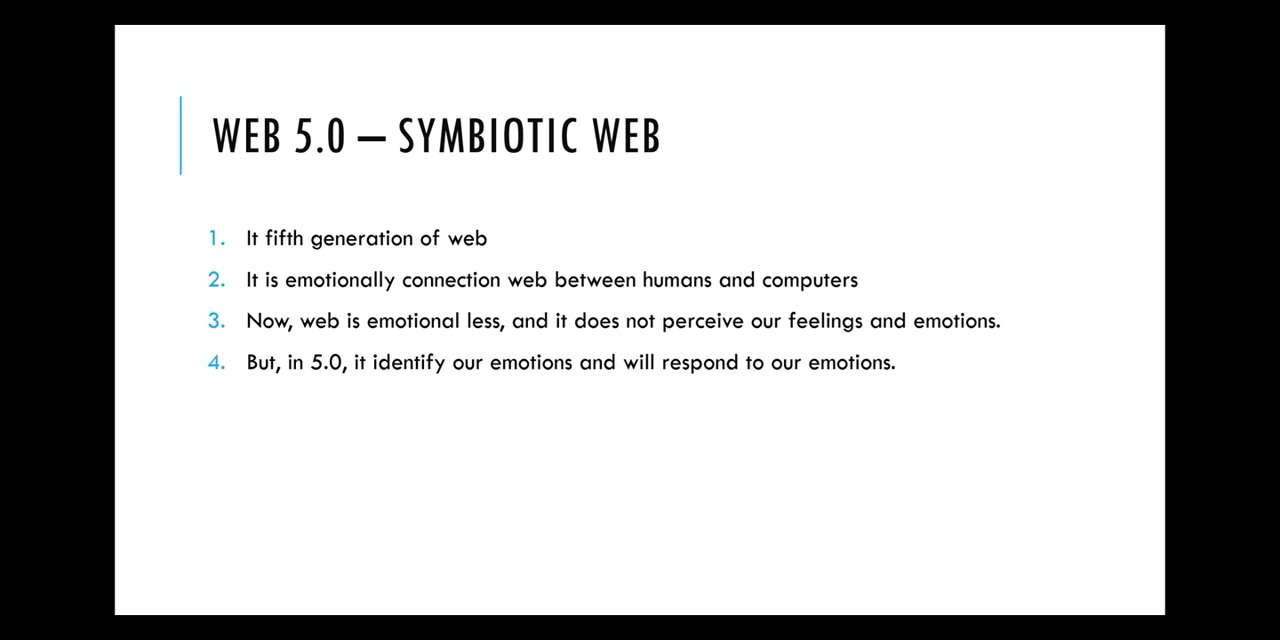 WEB 5.0 – SYMBIOTIC WEB
1. It fifth generation of web
2. It is emotionally connection web between humans and computers
3. Now, web is emotional less, and it does not perceive our feelings and emotions.
4. But, in 5.0, it identify our emotions and will respond to our emotions.